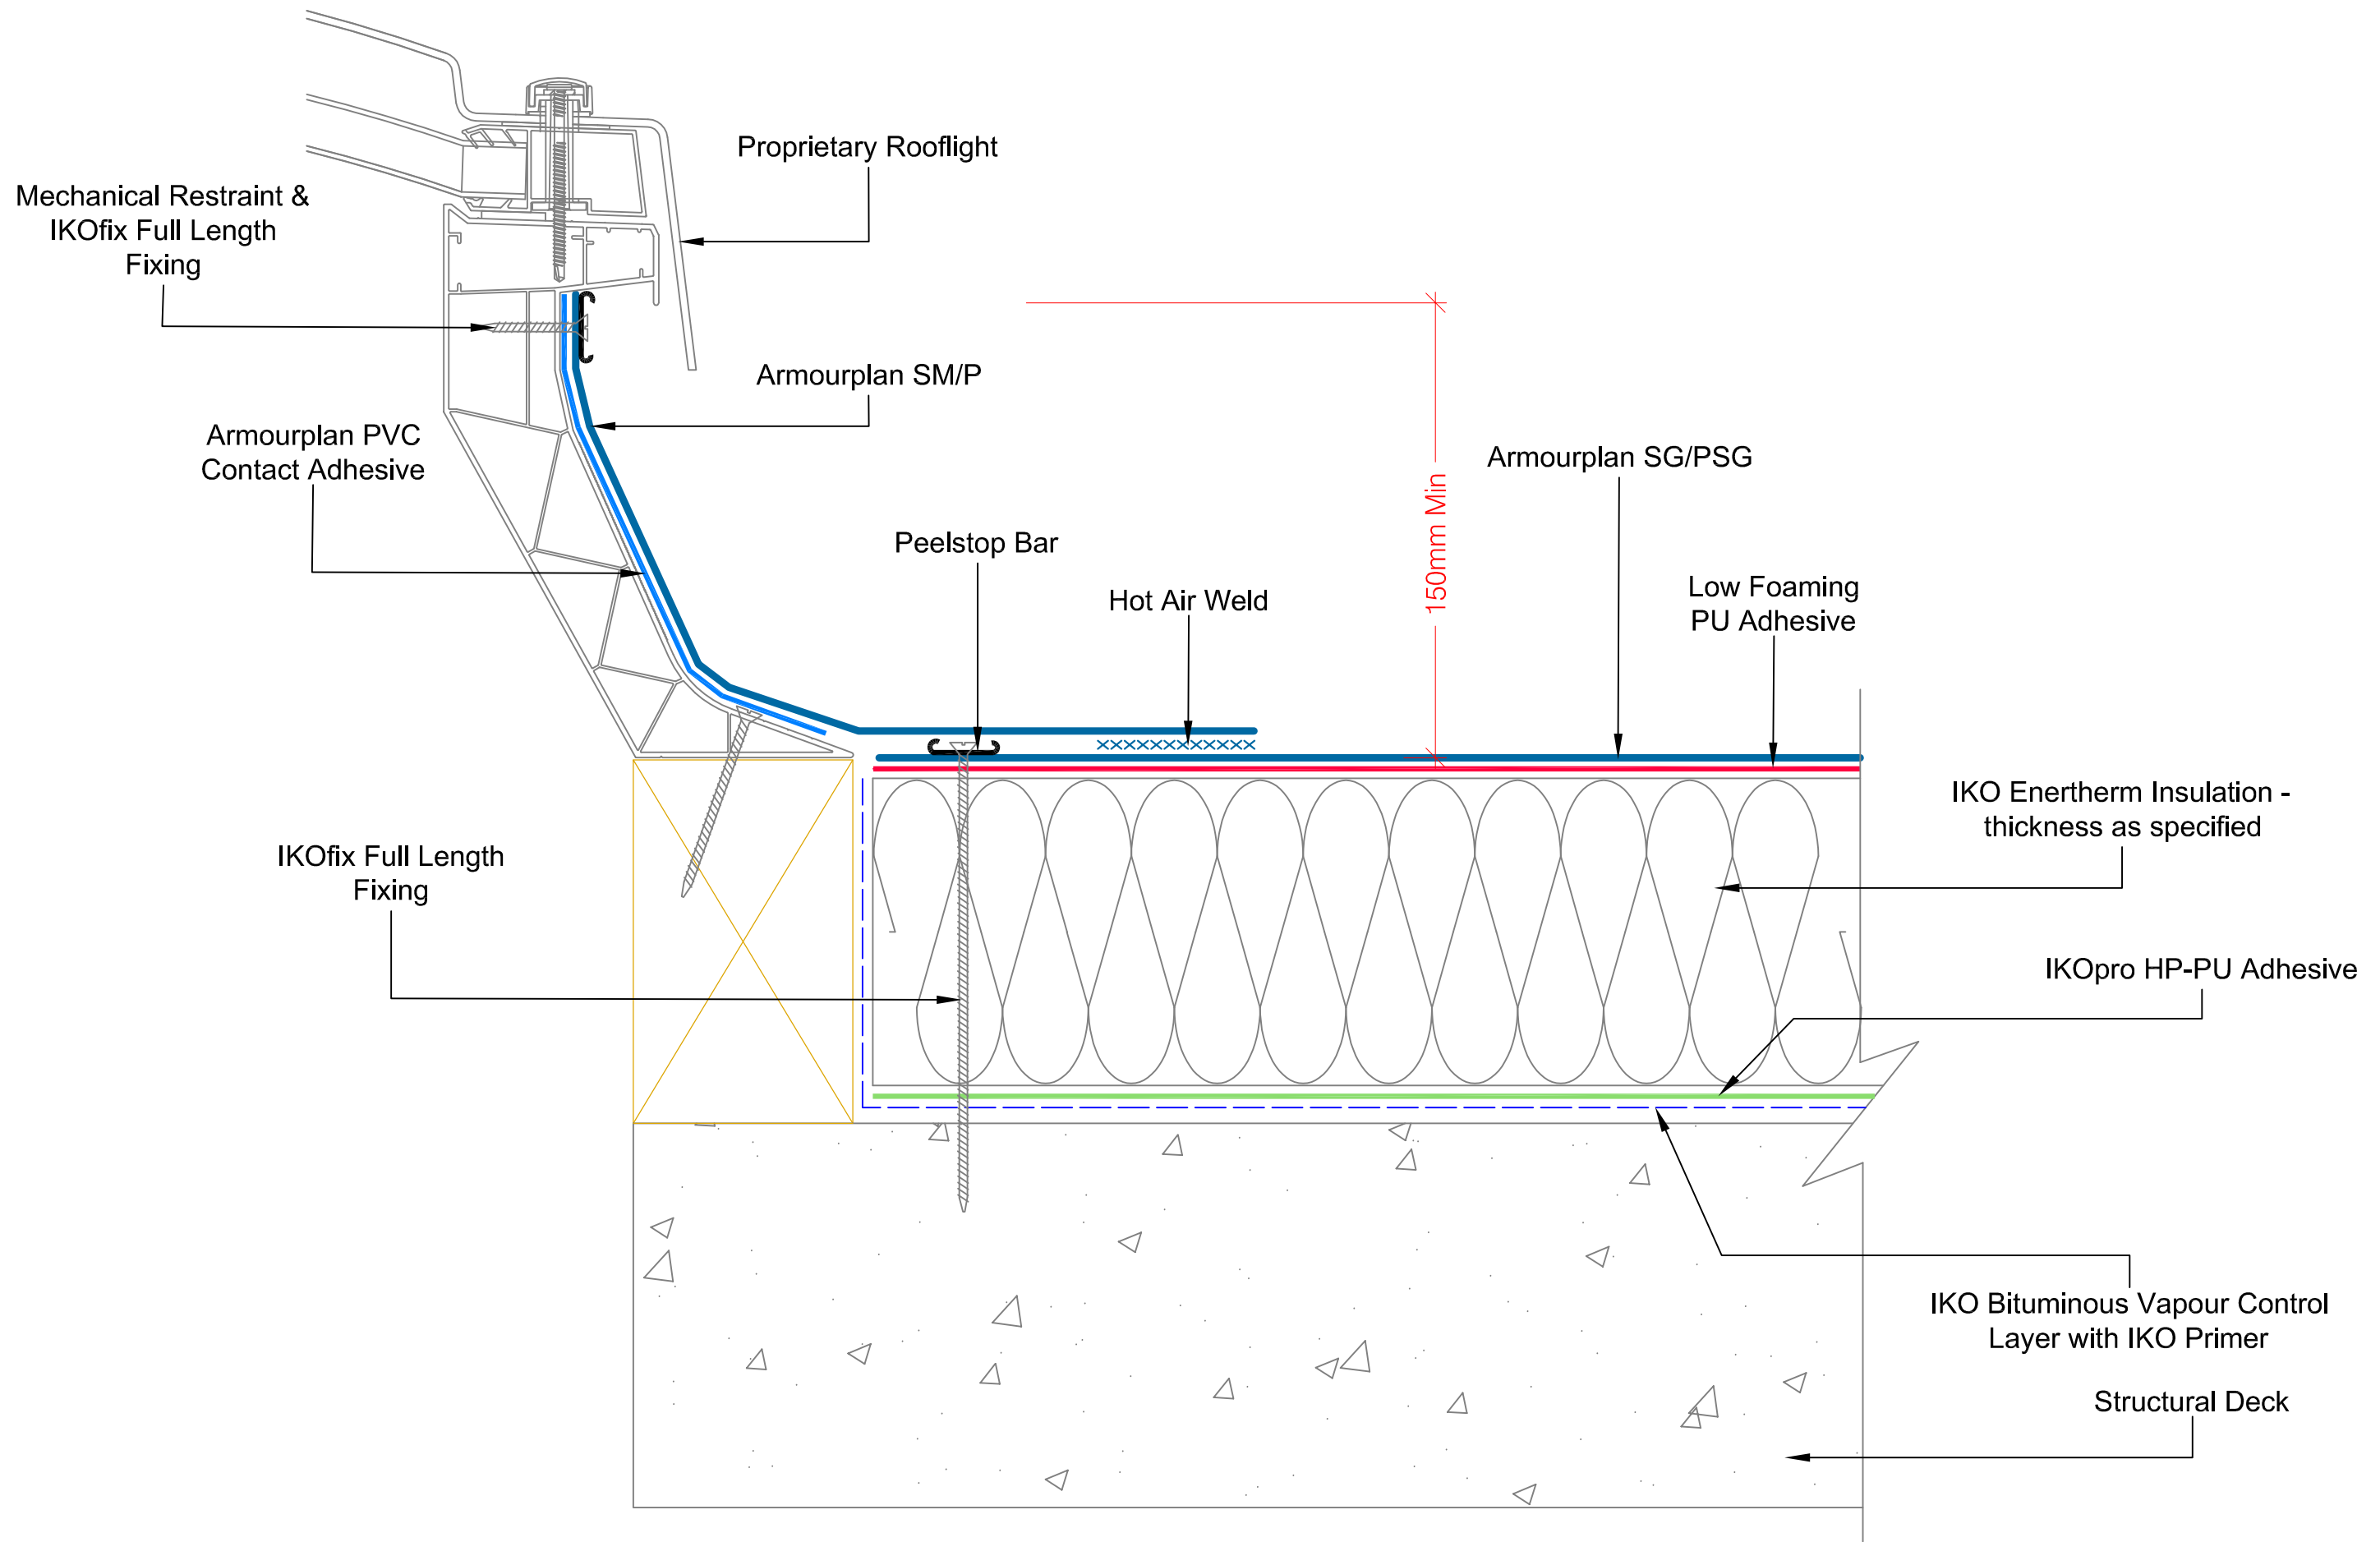 Proprietary Rooflight
Mechanical Restraint &
IKOfix Full Length
Fixing
Armourplan SM/P
Armourplan PVC
Contact Adhesive
Armourplan SG/PSG
150mm Min
Peelstop Bar
Hot Air Weld
Low Foaming
PU Adhesive
IKO Enertherm Insulation -
thickness as specified
IKOfix Full Length
Fixing
IKOpro HP-PU Adhesive
IKO Bituminous Vapour Control
Layer with IKO Primer
Structural Deck